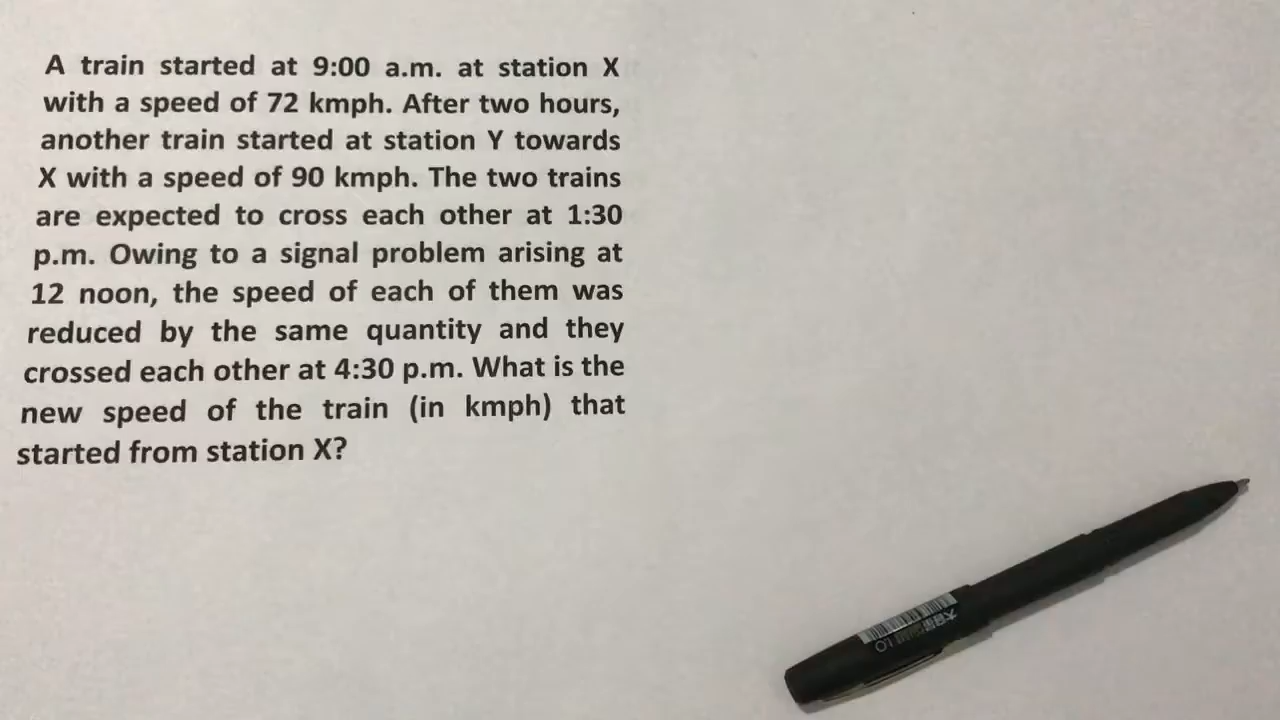 A train started at 9:00 a.m. at station X
with a speed of 72 kmph. After two hours,
another train started at station Y towards
X with a speed of 90 kmph. The two trains
are expected to cross each other at 1:30
p.m. Owing to a signal problem arising at
12 noon, the speed of each of them was
reduced by the same quantity and they
crossed each other at 4:30 p.m. What is the
new speed of the train (in kmph) that
started from station X?